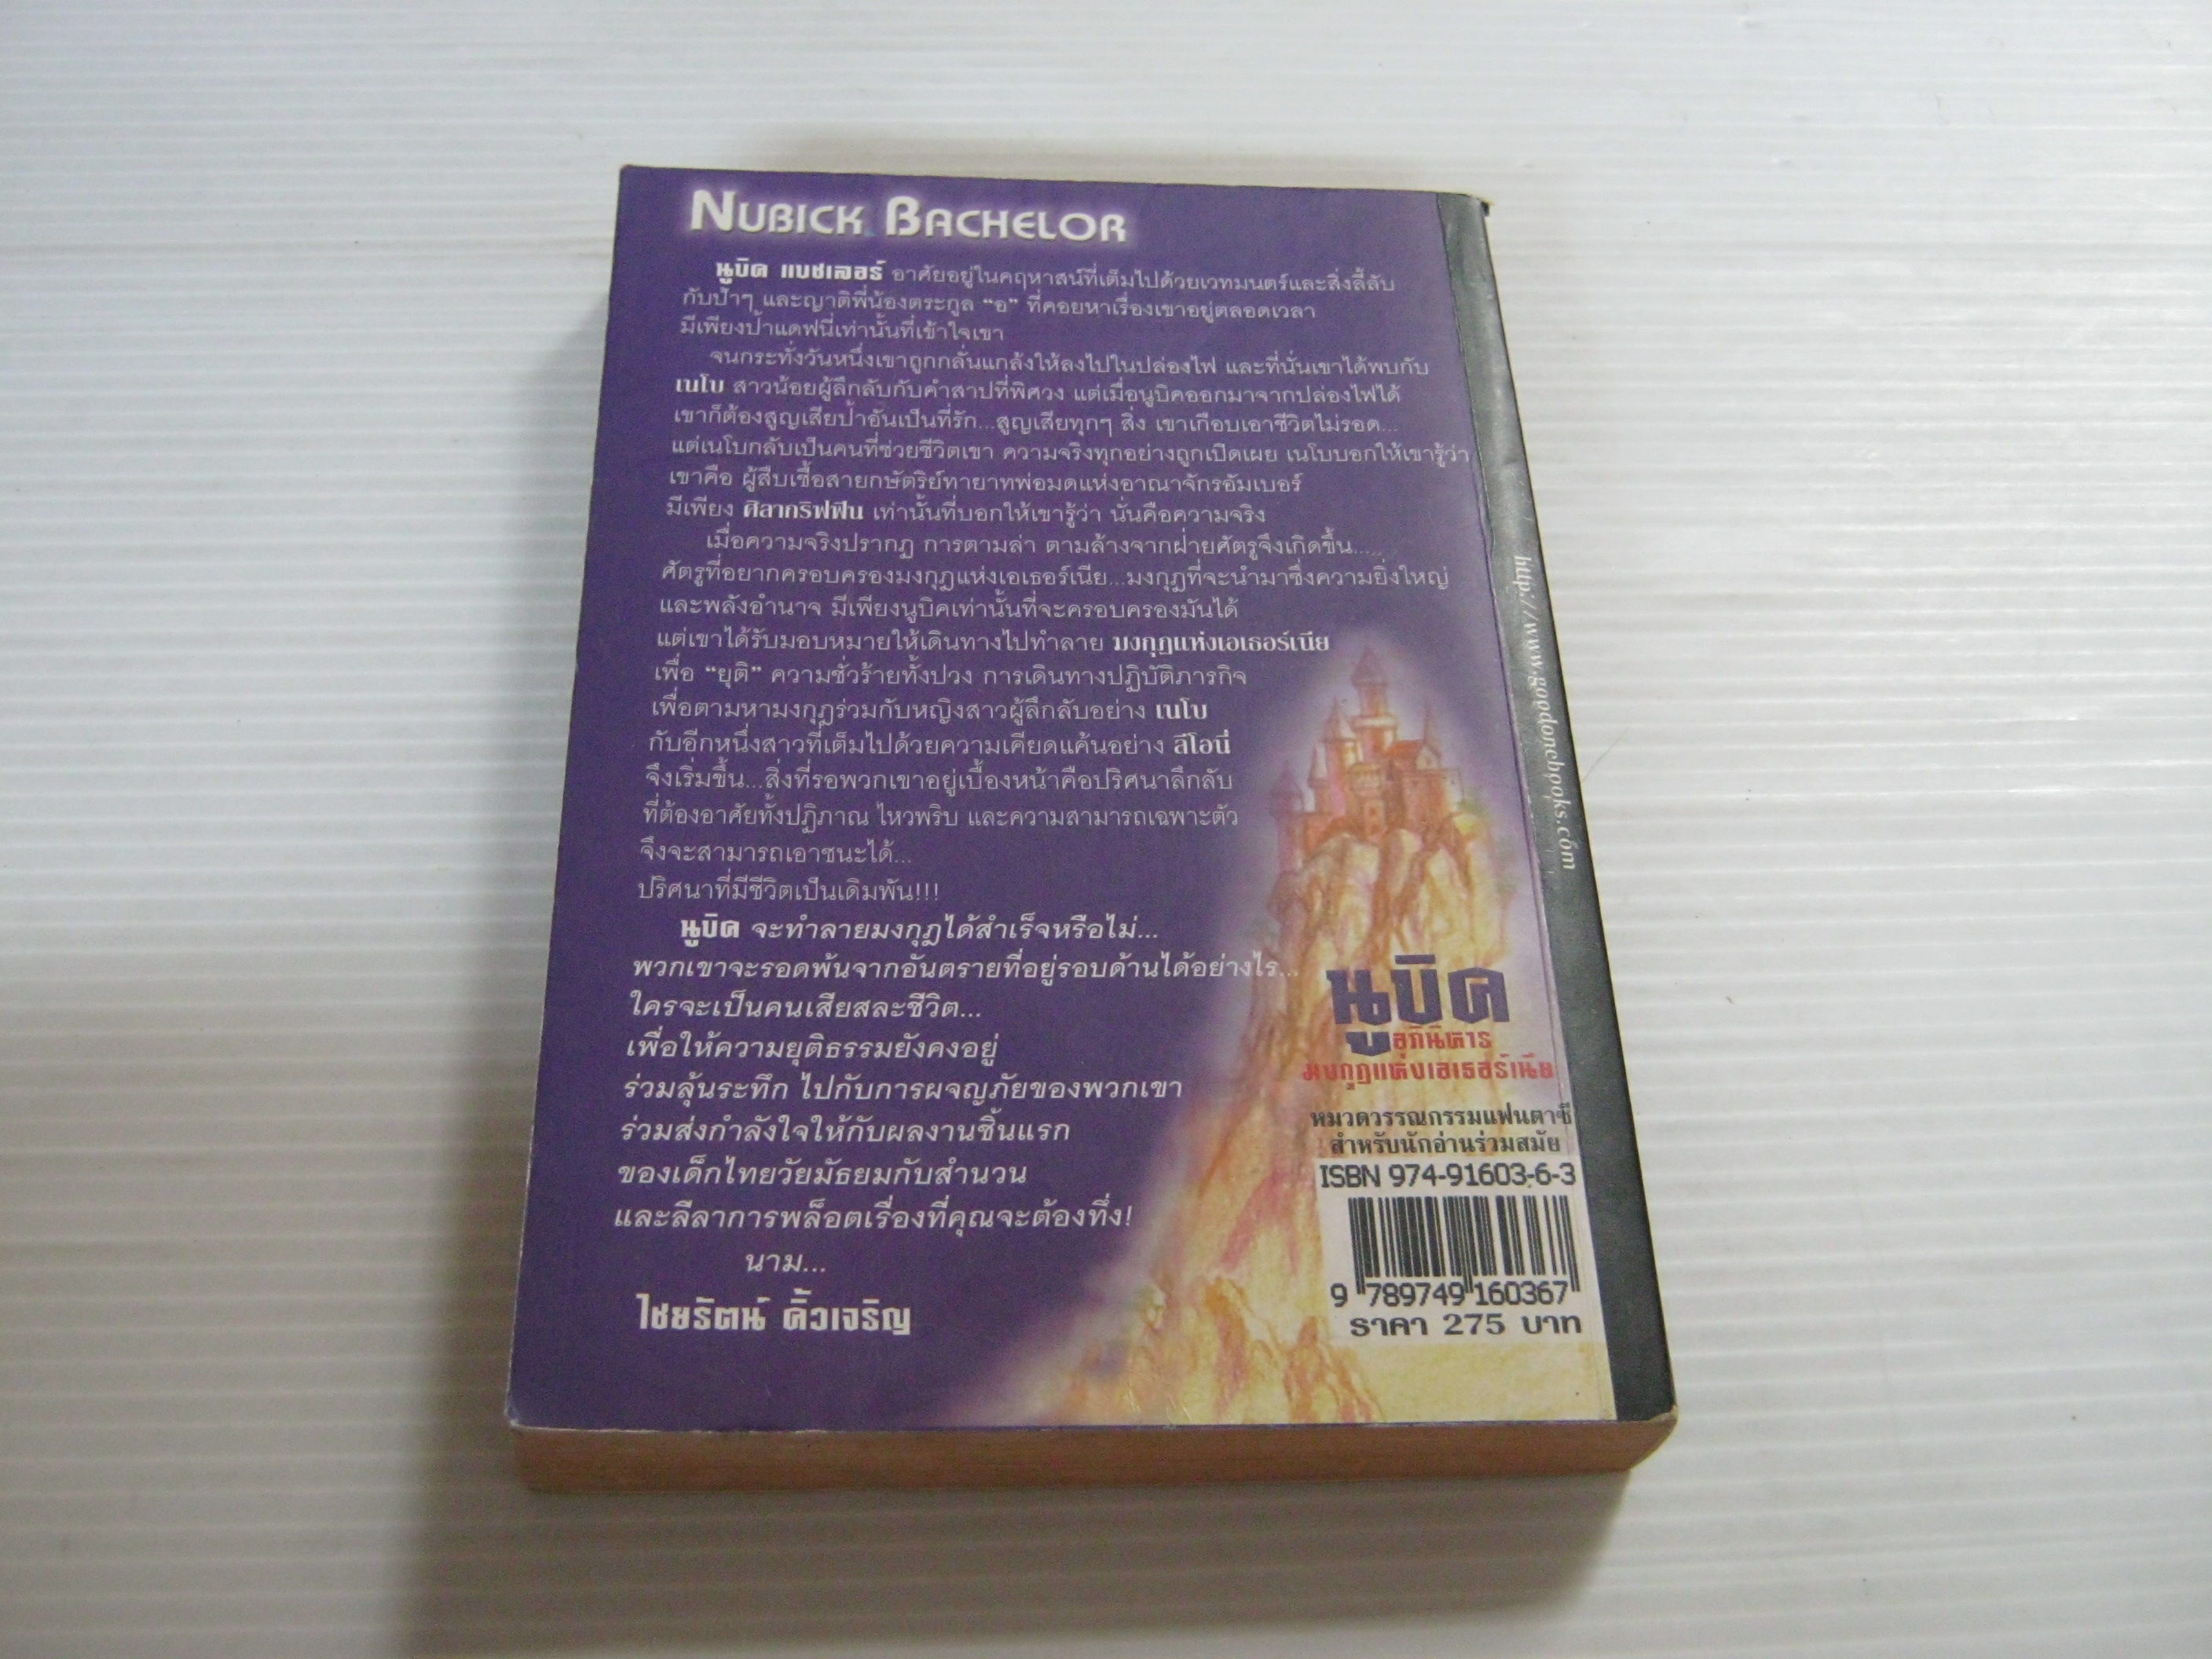 NUBICK BACHELOR
นูบิค แบชเลอร์ อาศัยอยู่ในคฤหาสน์ที่เต็มไปด้วยเวทมนตร์และสิ่งลี้ลับ
กับป้าๆ และญาติพี่น้องตระกูล “อ” ที่คอยหาเรื่องเขาอยู่ตลอดเวลา
มีเพียงป้าแดฟนี่เท่านั้นที่เข้าใจเขา
จนกระทั่งวันหนึ่งเขาถูกกลั่นแกล้งให้ลงไปในปล่องไฟ และที่นั่นเขาได้พบกับ
เนโบ สาวน้อยผู้ลึกลับกับคำสาปที่พิศวง แต่เมื่อนูบิคออกมาจากปล่องไฟได้
เขาก็ต้องสูญเสียป้าอันเป็นที่รัก...สูญเสียทุกๆ สิ่ง เขาเกือบเอาชีวิตไม่รอด...
แต่เนโบกลับเป็นคนที่ช่วยชีวิตเขา ความจริงทุกอย่างถูกเปิดเผย เนโบบอกให้เขารู้ว่า
เขาคือ ผู้สืบเชื้อสายกษัตริย์ทายาทพ่อมดแห่งอาณาจักรอัมเบอร์
มีเพียง ศิลากริฟฟิน เท่านั้นที่บอกให้เขารู้ว่า นั่นคือความจริง
เมื่อความจริงปรากฏ การตามล่า ตามล้างจากฝ่ายศัตรูจึงเกิดขึ้น.....
ศัตรูที่อยากครอบครองมงกุฎแห่งเอเธอร์เนีย...มงกุฎที่จะนำมาซึ่งความยิ่งใหญ่
และพลังอำนาจ มีเพียงนูบิคเท่านั้นที่จะครอบครองมันได้
แต่เขาได้รับมอบหมายให้เดินทางไปทำลาย มงกุฎแห่งเอเธอร์เนีย
เพื่อ “ยุติ” ความชั่วร้ายทั้งปวง การเดินทางปฏิบัติภารกิจ
เพื่อตามหามงกุฎร่วมกับหญิงสาวผู้ลึกลับอย่าง เนโบ
กับอีกหนึ่งสาวที่เต็มไปด้วยความเคียดแค้นอย่าง ลีโอนี่
จึงเริ่มขึ้น...สิ่งที่รอพวกเขาอยู่เบื้องหน้าคือปริศนาลึกลับ
ที่ต้องอาศัยทั้งปฏิภาณ ไหวพริบ และความสามารถเฉพาะตัว
จึงจะสามารถเอาชนะได้...
ปริศนาที่มีชีวิตเป็นเดิมพัน!!!
นูบิค จะทำลายมงกุฎได้สำเร็จหรือไม่...
พวกเขาจะรอดพ้นจากอันตรายที่อยู่รอบด้านได้อย่างไร...
ใครจะเป็นคนเสียสละชีวิต...
เพื่อให้ความยุติธรรมยังคงอยู่
ร่วมลุ้นระทึก ไปกับการผจญภัยของพวกเขา
ร่วมส่งกำลังใจให้กับผลงานชิ้นแรก
ของเด็กไทยวัยมัธยมกับสำนวน
และลีลาการพล็อตเรื่องที่คุณจะต้องทึ่ง!
นาม...
ไชยรัตน์ คิ้วเจริญ
นูบิค
อภินิหาร
มงกุฎแห่งเอเธอร์เนีย
หมวดวรรณกรรมแฟนตาซี
สำหรับนักอ่านร่วมสมัย
ISBN 974-91603-6-3
9 789749 160367
ราคา 275 บาท
http://www.goodanchbooks.com